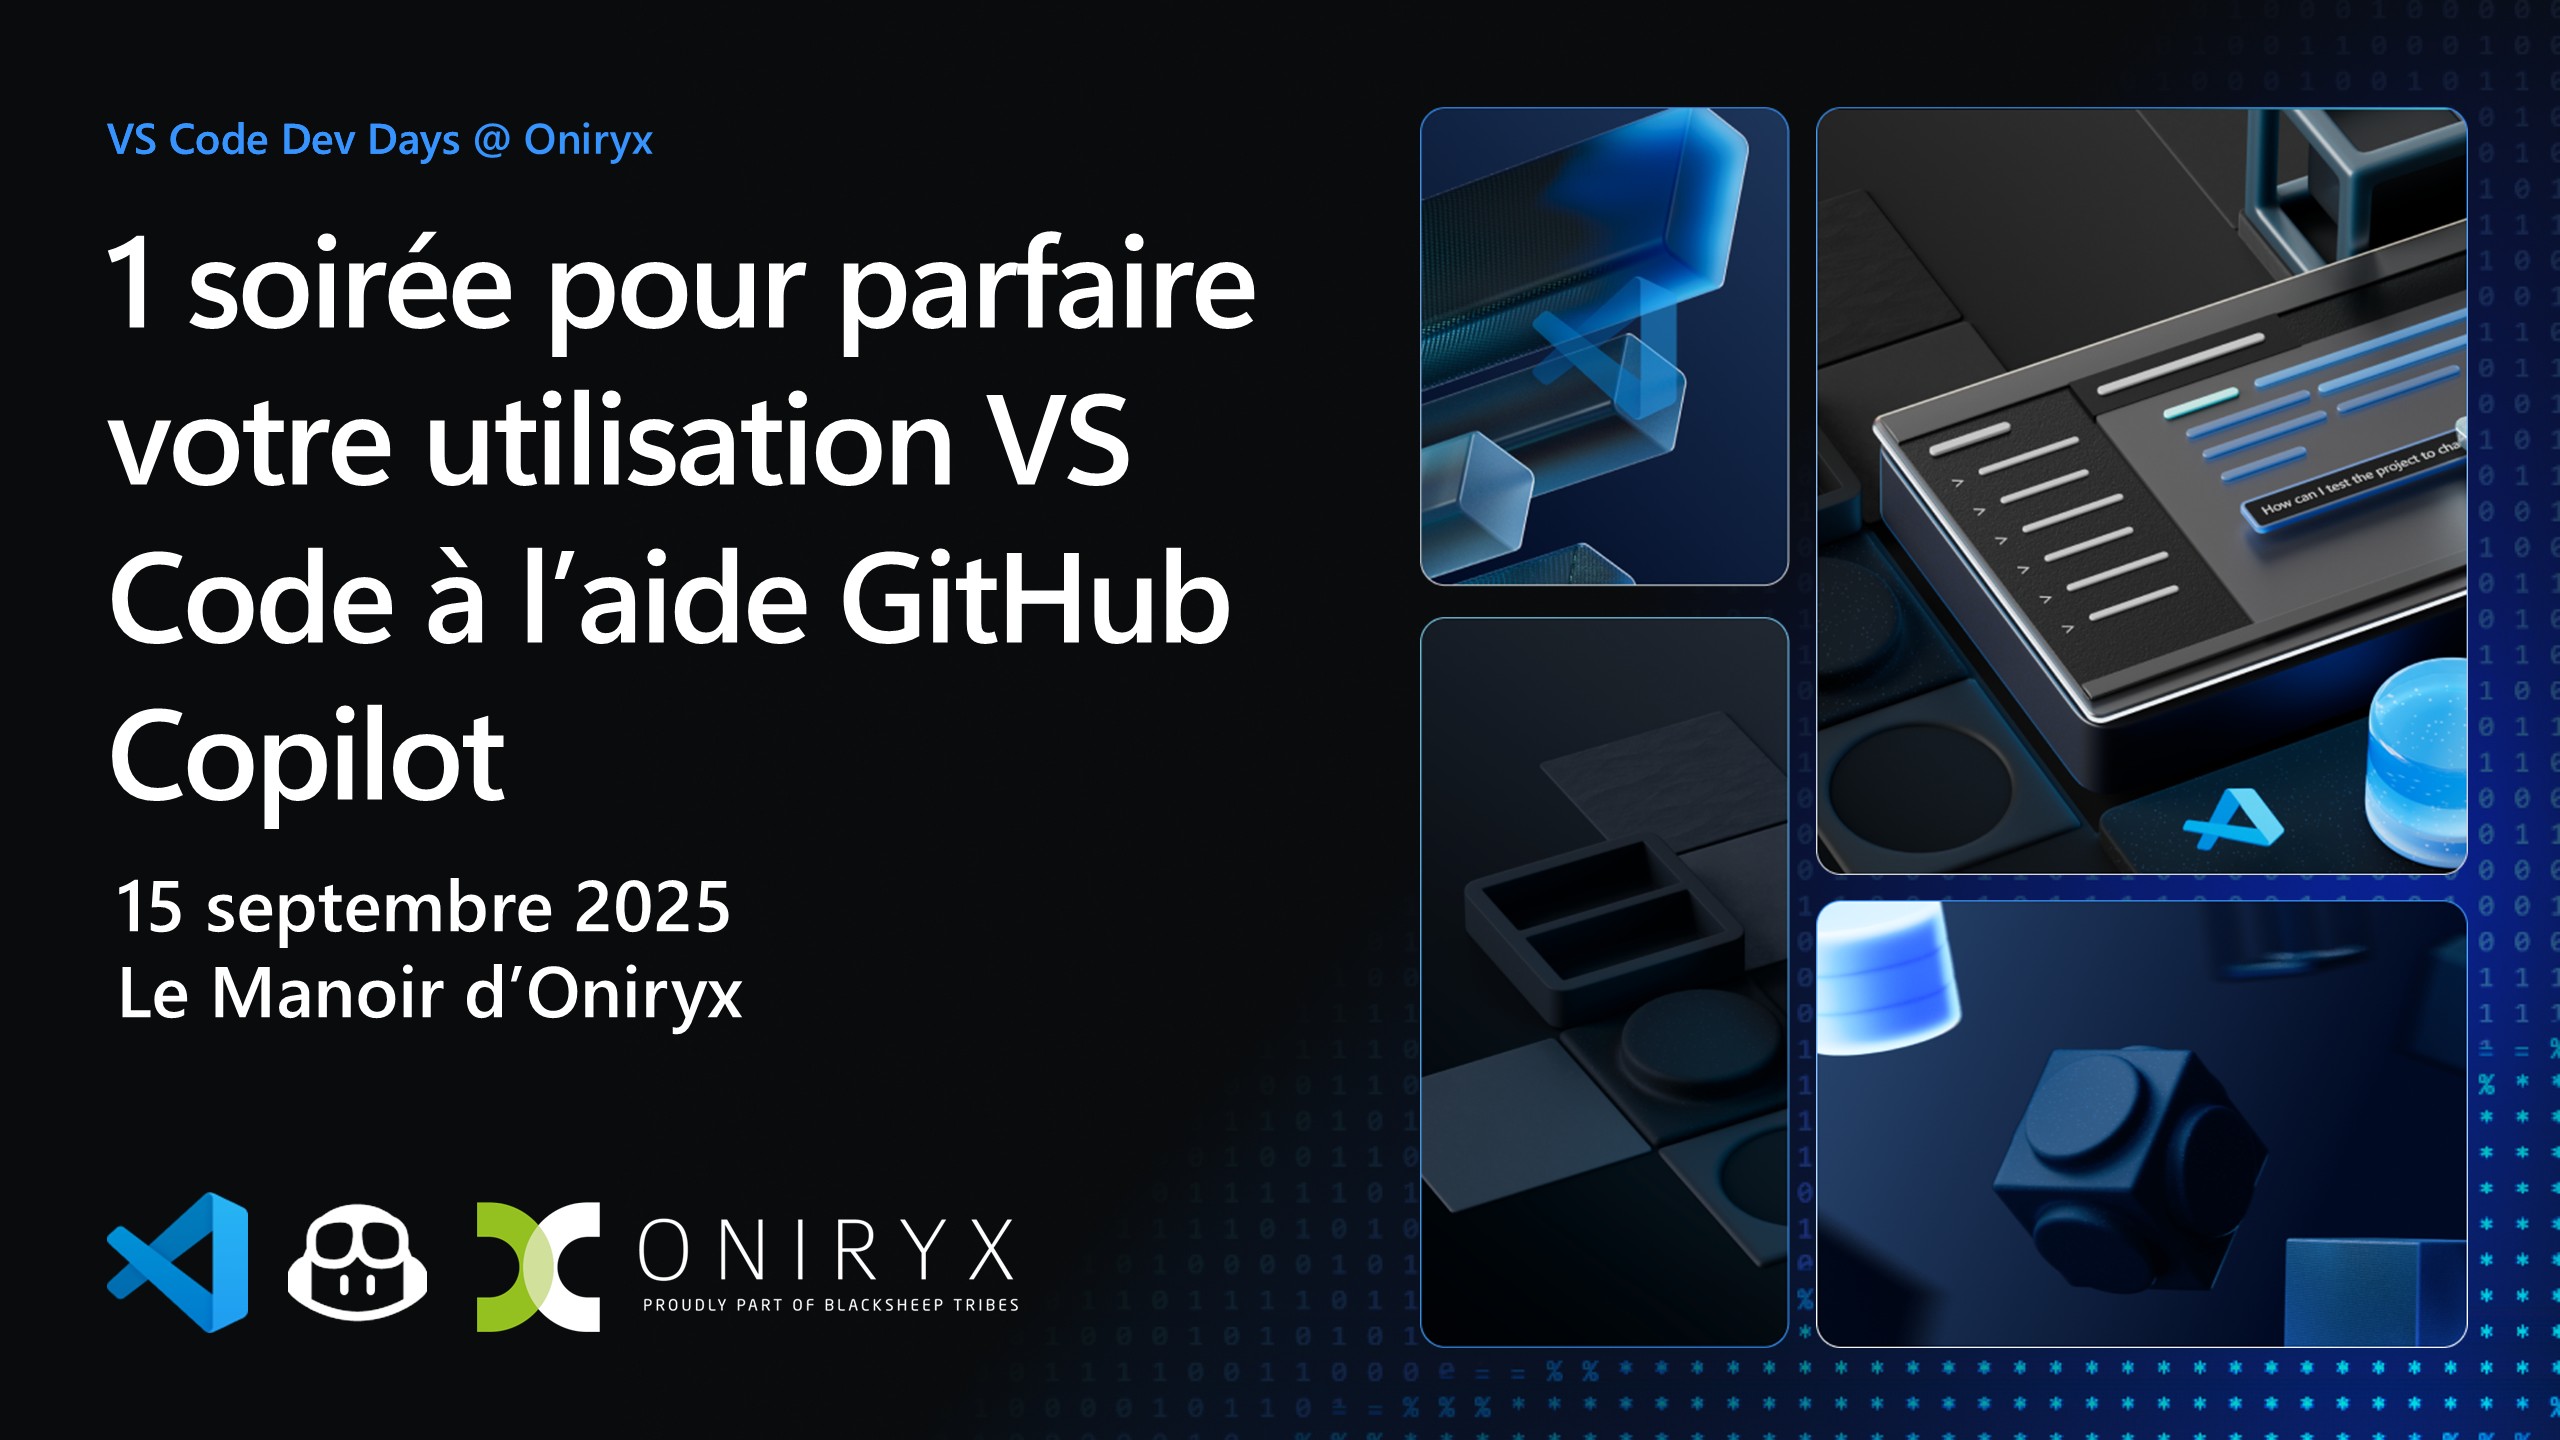 VS Code Dev Days @ Oniryx
1 soirée pour parfaire
votre utilisation VS
Code à l’aide GitHub
Copilot
15 septembre 2025
Le Manoir d’Oniryx
ONIRYX
PROUDLY PART OF BLACKSHEEP TRIBES
How can I test the project to